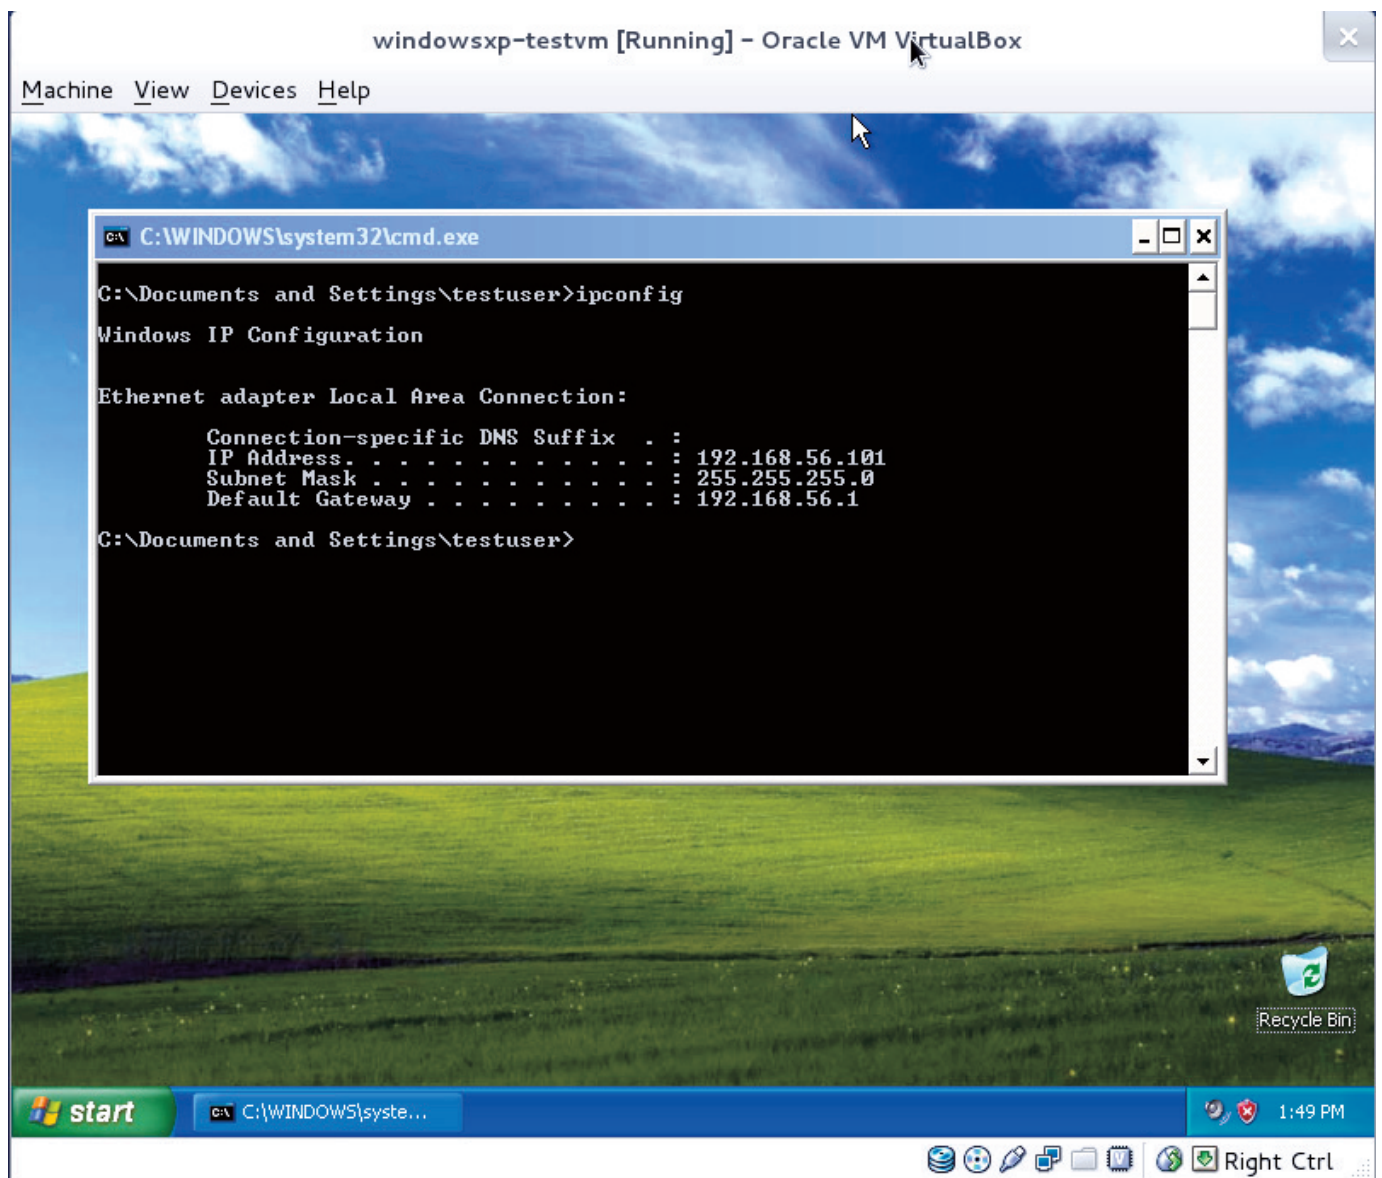 windowsxp-testvm [Running] - Oracle VM VirtualBox
Machine View Devices Help
C:\WINDOWS\system32\cmd.exe
C:\Documents and Settings\testuser>ipconfig
Windows IP Configuration
Ethernet adapter Local Area Connection:
Connection-specific DNS Suffix . :
IP Address. . . . . . . . . . . . : 192.168.56.101
Subnet Mask . . . . . . . . . . . : 255.255.255.0
Default Gateway . . . . . . . . . : 192.168.56.1
C:\Documents and Settings\testuser>
Recycle Bin
start C:\WINDOWS\syste... 1:49 PM
Right Ctrl